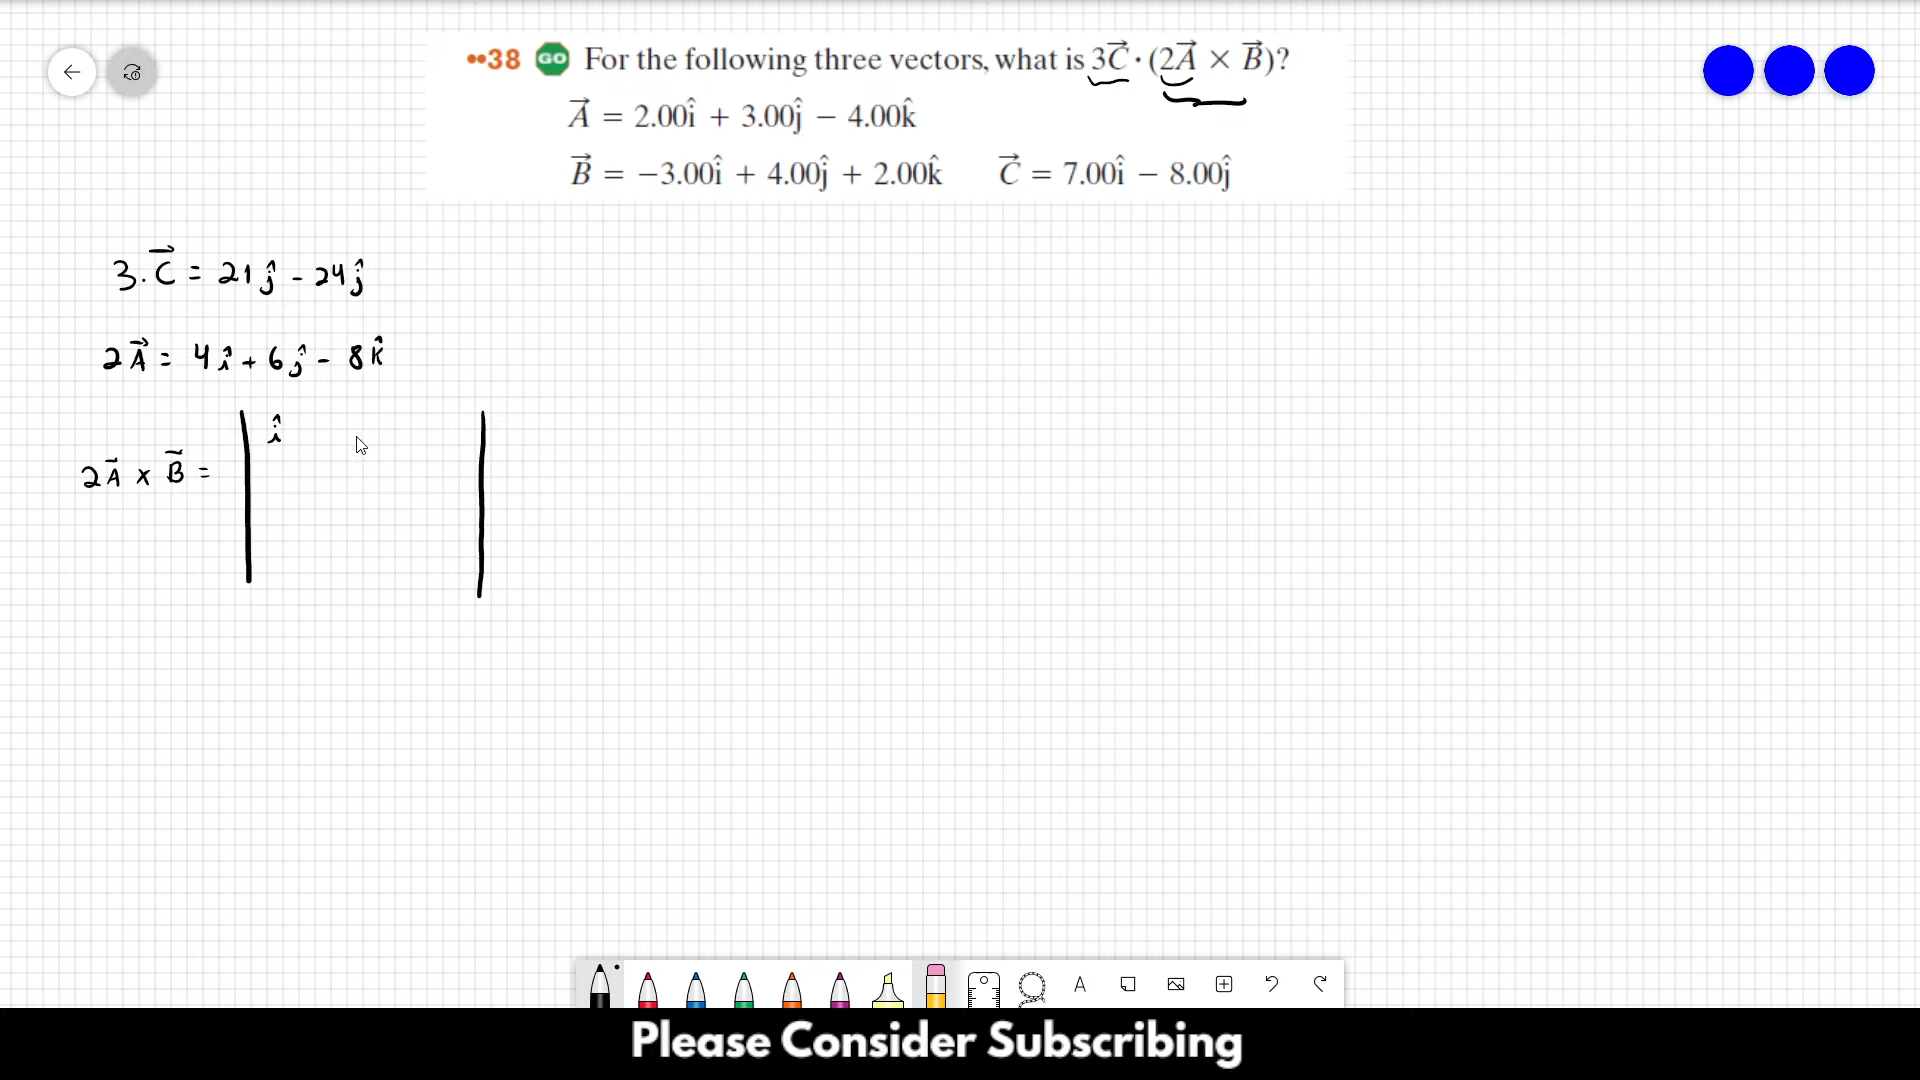 ••38 GO For the following three vectors, what is 3C⃗ · (2A⃗ × B⃗)?
A⃗ = 2.00î + 3.00ĵ − 4.00k̂
B⃗ = −3.00î + 4.00ĵ + 2.00k̂ C⃗ = 7.00î − 8.00ĵ
3.C⃗ = 21ĵ - 24ĵ
2A⃗ = 4î + 6ĵ - 8k̂
î
2A⃗ x B⃗ =
A
Please Consider Subscribing